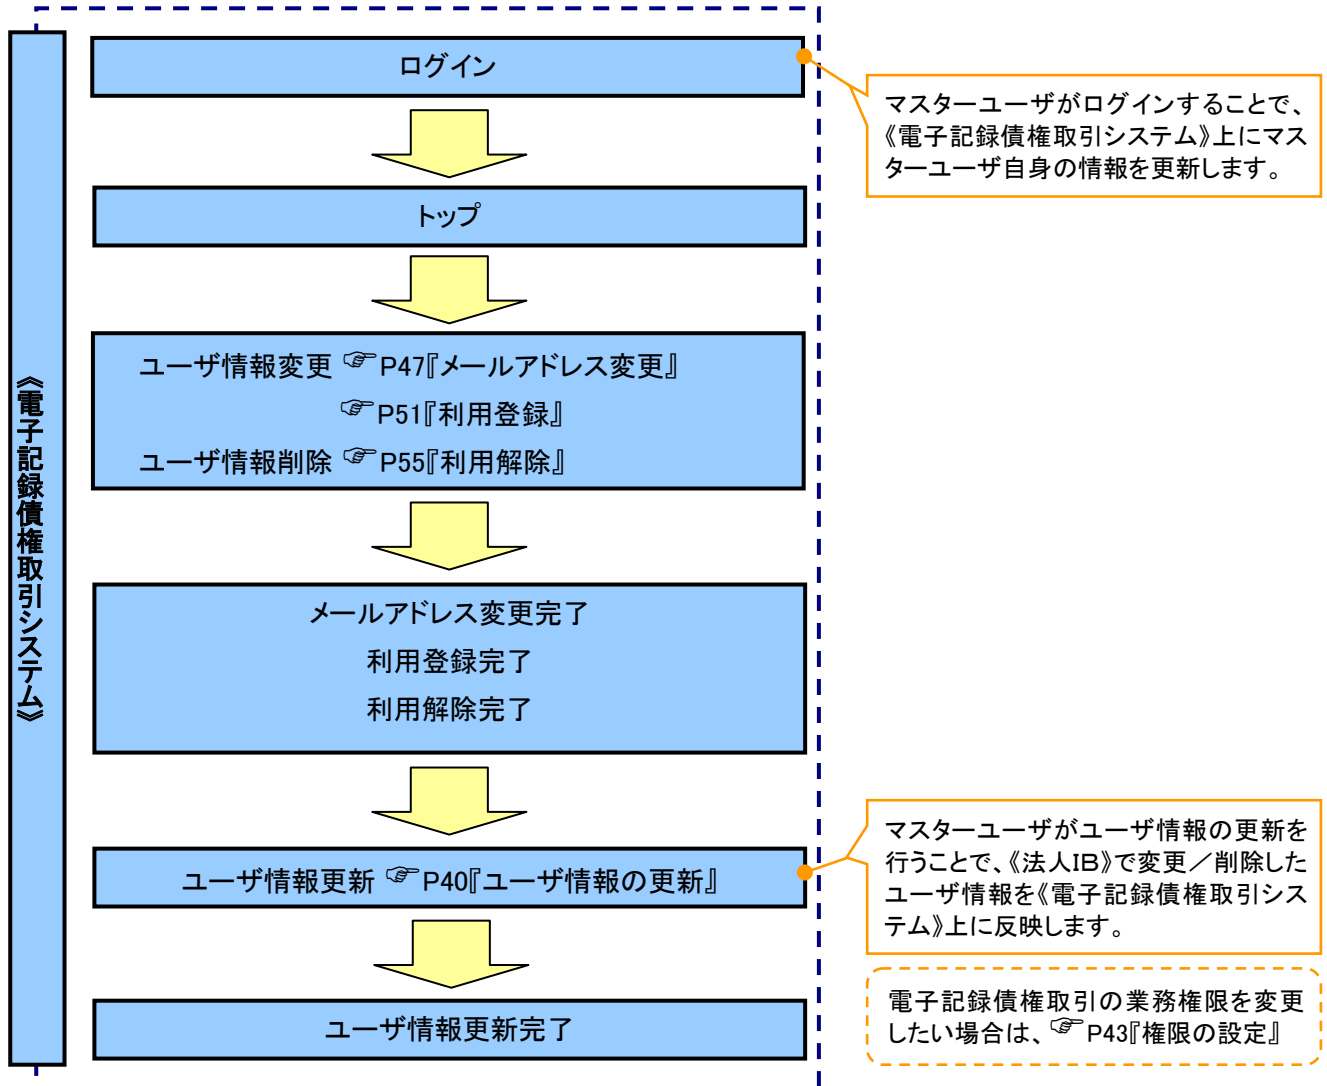 《電子記録債権取引システム》
ログイン
マスターユーザがログインすることで、
《電子記録債権取引システム》上にマス
ターユーザ自身の情報を更新します。
トップ
ユーザ情報変更 ☞P47『メールアドレス変更』
☞P51『利用登録』
ユーザ情報削除 ☞P55『利用解除』
メールアドレス変更完了
利用登録完了
利用解除完了
ユーザ情報更新 ☞P40『ユーザ情報の更新』
マスターユーザがユーザ情報の更新を
行うことで、《法人IB》で変更／削除した
ユーザ情報を《電子記録債権取引シス
テム》上に反映します。
ユーザ情報更新完了
電子記録債権取引の業務権限を変更
したい場合は、☞P43『権限の設定』